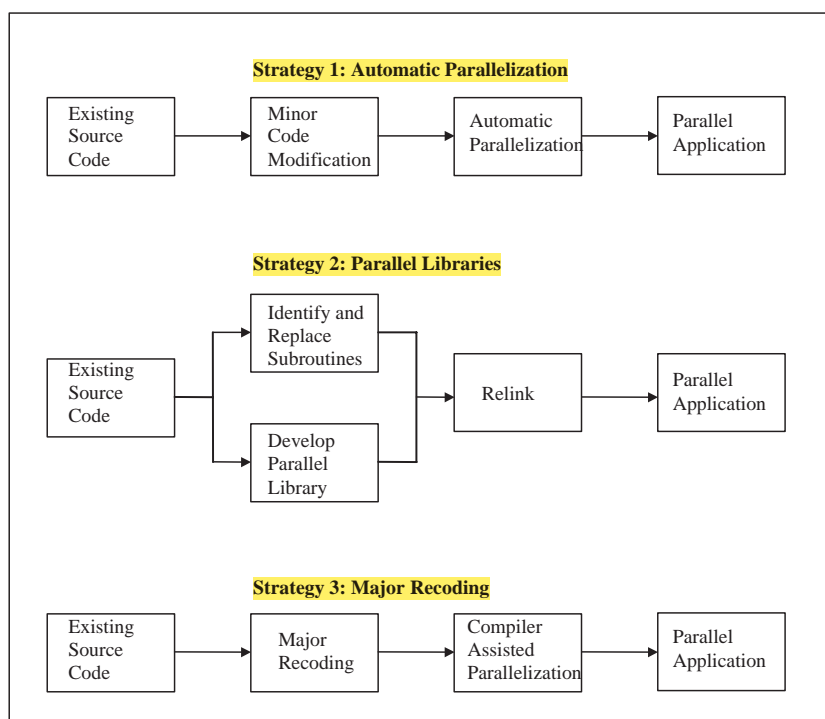 Strategy 1: Automatic Parallelization
Existing
Source
Code
Minor
Code
Modification
Automatic
Parallelization
Parallel
Application
Strategy 2: Parallel Libraries
Existing
Source
Code
Identify and
Replace
Subroutines
Develop
Parallel
Library
Relink
Parallel
Application
Strategy 3: Major Recoding
Existing
Source
Code
Major
Recoding
Compiler
Assisted
Parallelization
Parallel
Application